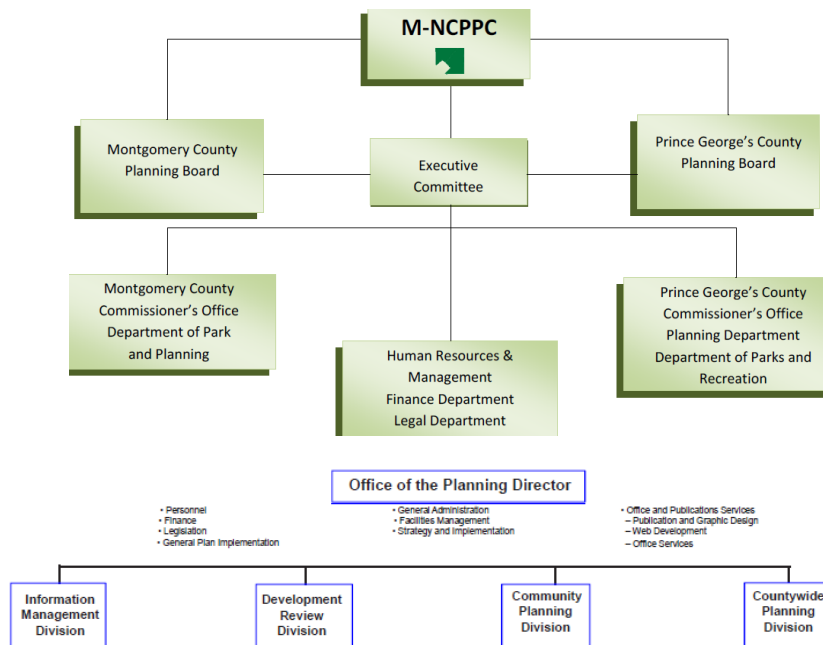 M-NCPPC
Montgomery County
Planning Board
Executive
Committee
Prince George’s County
Planning Board
Montgomery County
Commissioner’s Office
Department of Park
and Planning
Human Resources &
Management
Finance Department
Legal Department
Prince George’s County
Commissioner’s Office
Planning Department
Department of Parks and
Recreation
Office of the Planning Director
• Personnel
• Finance
• Legislation
• General Plan Implementation
• General Administration
• Facilities Management
• Strategy and Implementation
• Office and Publications Services
– Publication and Graphic Design
– Web Development
– Office Services
Information
Management
Division
Development
Review
Division
Community
Planning
Division
Countywide
Planning
Division